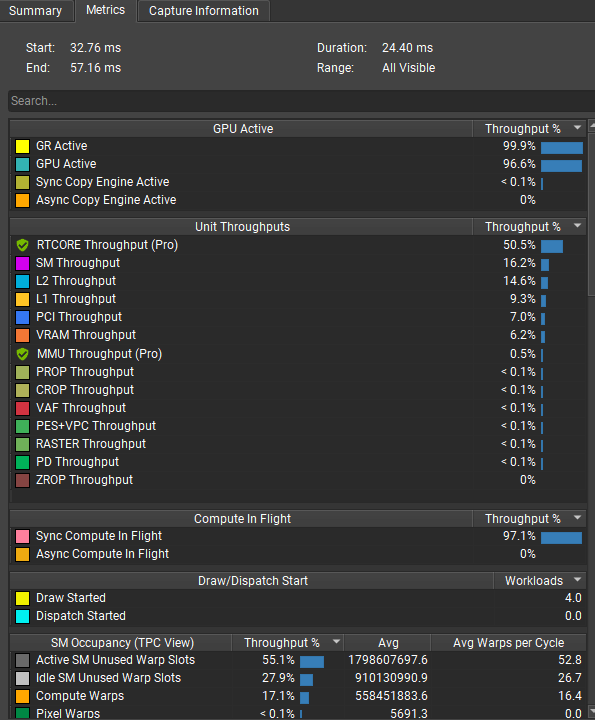 Summary Metrics Capture Information
Start: 32.76 ms Duration: 24.40 ms
End: 57.16 ms Range: All Visible
Search...
GPU Active Throughput %
GR Active 99.9%
GPU Active 96.6%
Sync Copy Engine Active < 0.1%
Async Copy Engine Active 0%
Unit Throughputs Throughput %
RTCORE Throughput (Pro) 50.5%
SM Throughput 16.2%
L2 Throughput 14.6%
L1 Throughput 9.3%
PCI Throughput 7.0%
VRAM Throughput 6.2%
MMU Throughput (Pro) 0.5%
PROP Throughput < 0.1%
CROP Throughput < 0.1%
VAF Throughput < 0.1%
PES+VPC Throughput < 0.1%
RASTER Throughput < 0.1%
PD Throughput < 0.1%
ZROP Throughput 0%
Compute In Flight Throughput %
Sync Compute In Flight 97.1%
Async Compute In Flight 0%
Draw/Dispatch Start Workloads
Draw Started 4.0
Dispatch Started 0.0
SM Occupancy (TPC View) Throughput % Avg Avg Warps per Cycle
Active SM Unused Warp Slots 55.1% 1798607697.6 52.8
Idle SM Unused Warp Slots 27.9% 910130990.9 26.7
Compute Warps 17.1% 558451883.6 16.4
Pixel Warps < 0.1% 5691.3 0.0